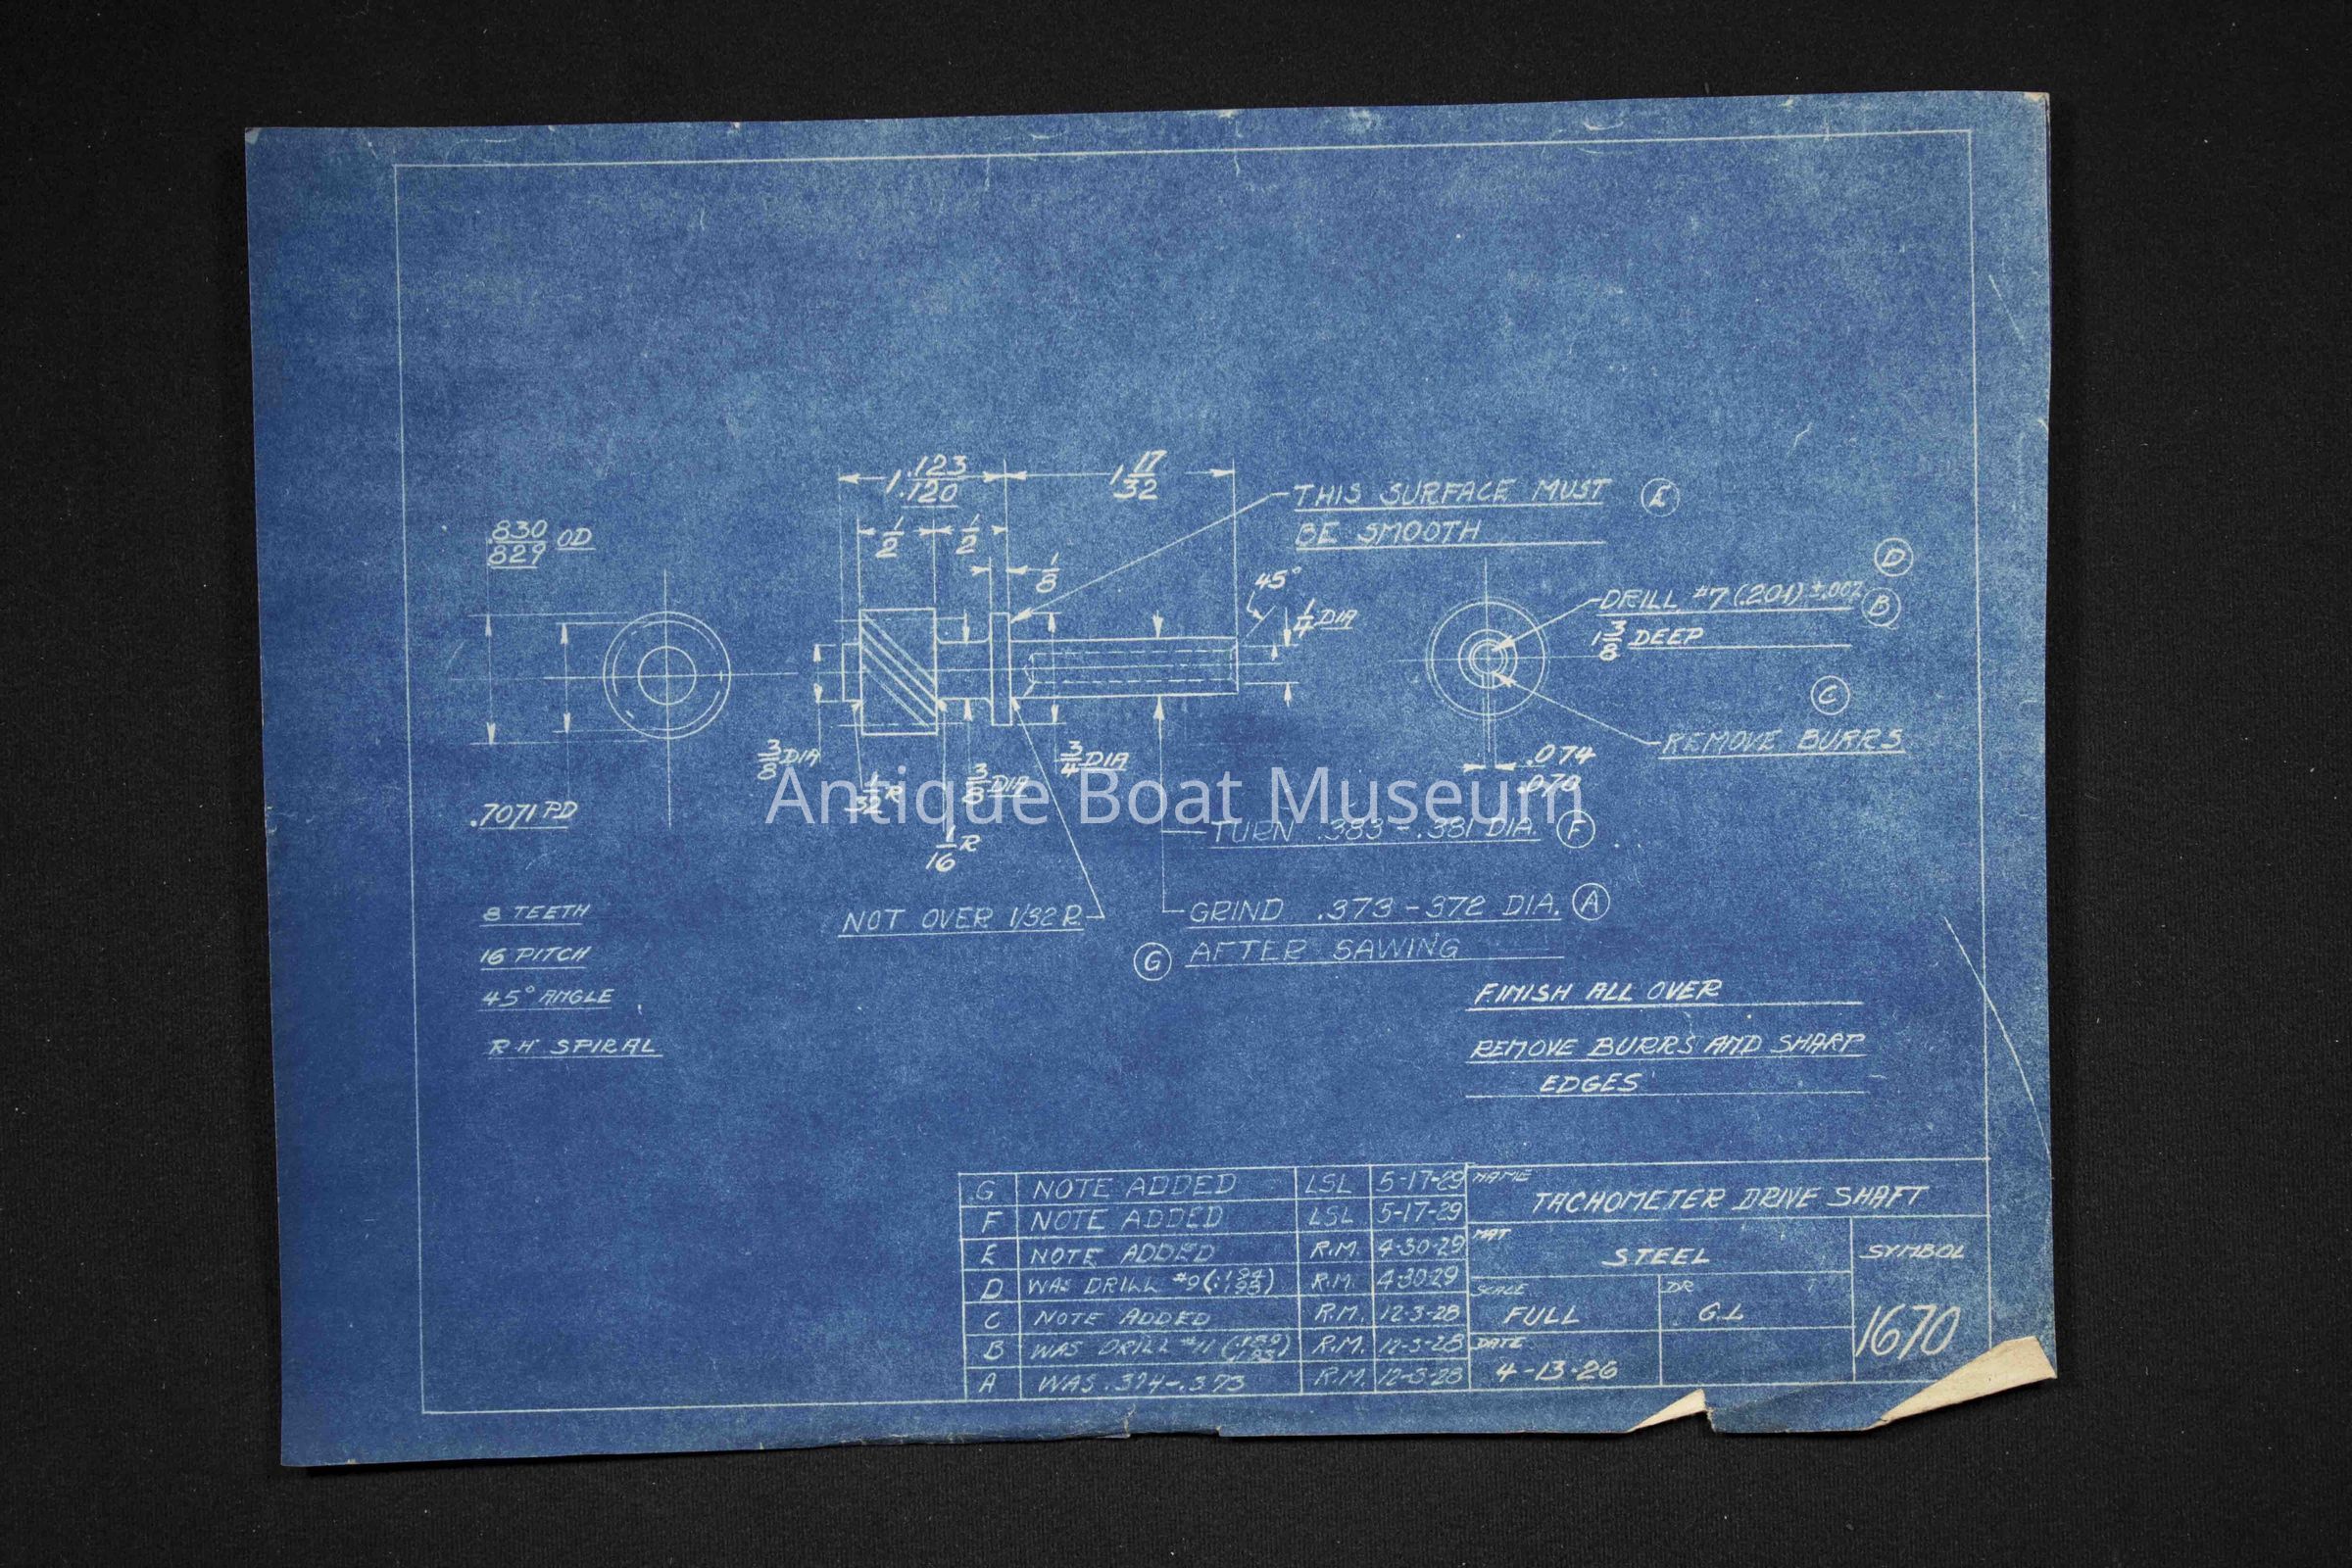 1 .123 / 1.120
1 17/32
1/2
1/2
1/8
THIS SURFACE MUST
BE SMOOTH
E
.830 / .829 OD
45°
1/4 DIA
D
DRILL #7 (.201) ±.002
B
1 3/8 DEEP
C
REMOVE BURRS
3/8 DIA
3/4 DIA
.074
1/32 R
3/8 DIA
Antique Boat Museum
.7071 PD
1/16 R
TURN .383-.381 DIA.
F
NOT OVER 1/32 R
GRIND .373-372 DIA.
A
G
AFTER SAWING
8 TEETH
16 PITCH
45° ANGLE
RH SPIRAL
FINISH ALL OVER
REMOVE BURRS AND SHARP
EDGES
G NOTE ADDED LSL 5-17-29
F NOTE ADDED LSL 5-17-29
E NOTE ADDED R.M. 4-30-29
D WAS DRILL #9 R.M. 4-30-29
C NOTE ADDED R.M. 12-3-28
B WAS DRILL #11 R.M. 12-3-28
A WAS .374-.373 R.M. 12-3-28
NAME
TACHOMETER DRIVE SHAFT
MAT
STEEL
SYMBOL
SCALE
FULL
DR
G.L
1670
DATE
4-13-26